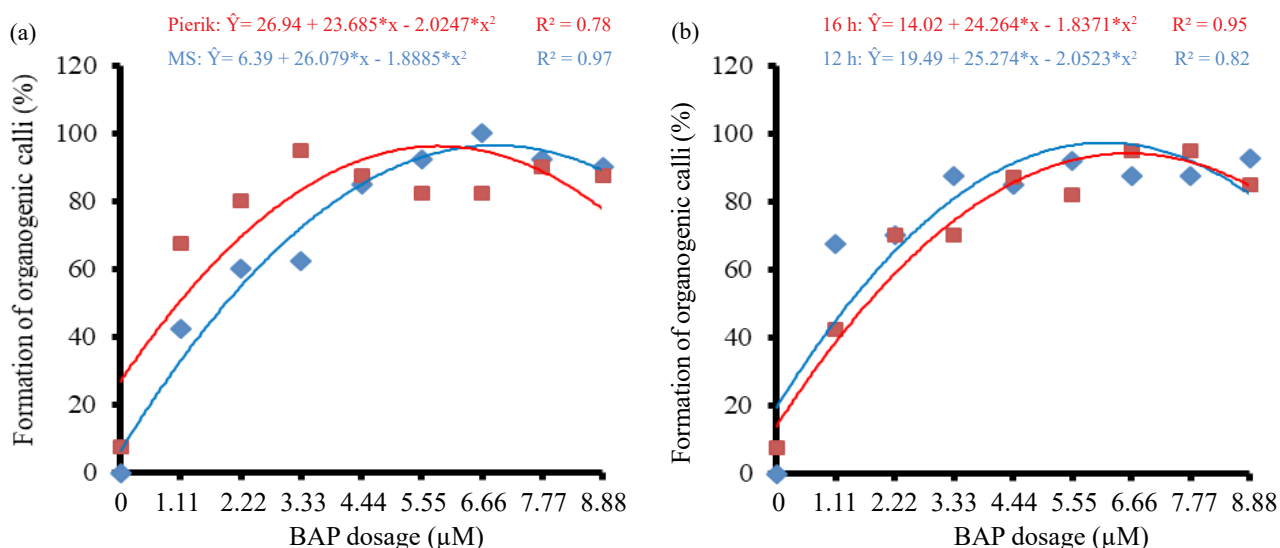 (a)
Pierik: Ŷ= 26.94 + 23.685*x - 2.0247*x² R² = 0.78
MS: Ŷ= 6.39 + 26.079*x - 1.8885*x² R² = 0.97
Formation of organogenic calli (%)
120
100
80
60
40
20
0
0 1.11 2.22 3.33 4.44 5.55 6.66 7.77 8.88
BAP dosage (µM)
(b)
16 h: Ŷ= 14.02 + 24.264*x - 1.8371*x² R² = 0.95
12 h: Ŷ= 19.49 + 25.274*x - 2.0523*x² R² = 0.82
Formation of organogenic calli (%)
120
100
80
60
40
20
0
0 1.11 2.22 3.33 4.44 5.55 6.66 7.77 8.88
BAP dosage (µM)